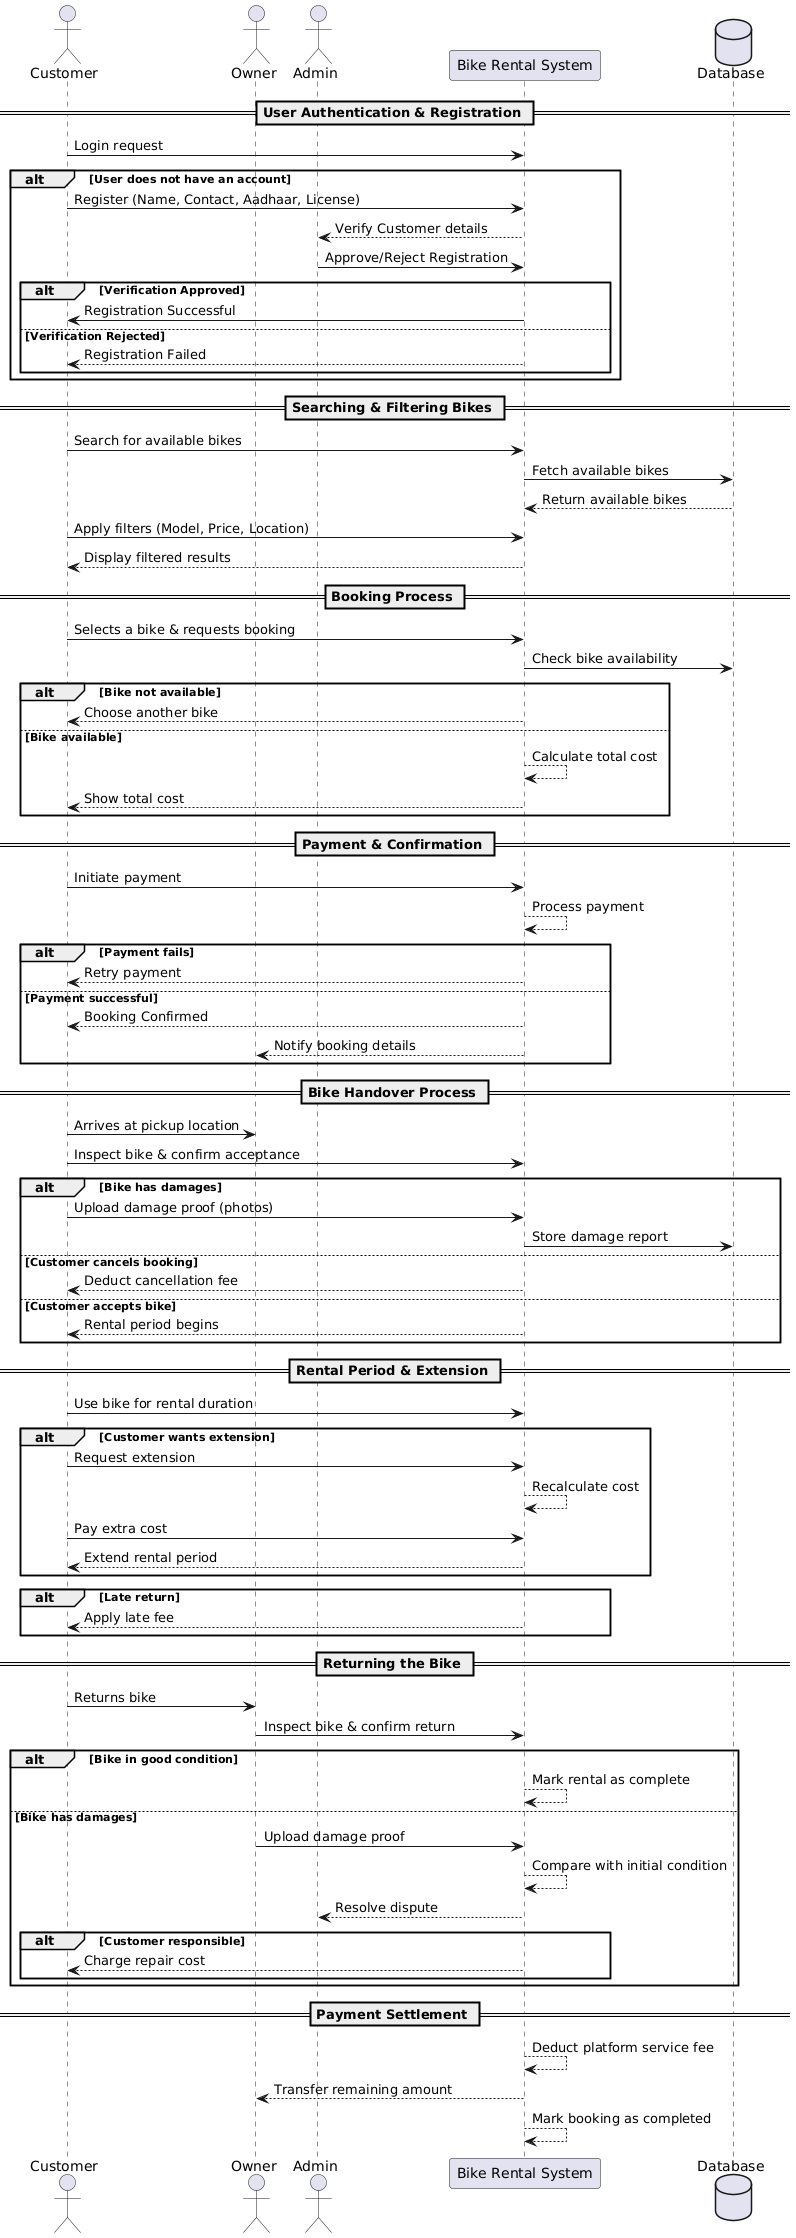 Customer
Owner
Admin
Bike Rental System
Database
User Authentication & Registration
Login request
alt [User does not have an account]
Register (Name, Contact, Aadhaar, License)
Verify Customer details
Approve/Reject Registration
alt [Verification Approved]
Registration Successful
[Verification Rejected]
Registration Failed
Searching & Filtering Bikes
Search for available bikes
Fetch available bikes
Return available bikes
Apply filters (Model, Price, Location)
Display filtered results
Booking Process
Selects a bike & requests booking
Check bike availability
alt [Bike not available]
Choose another bike
[Bike available]
Calculate total cost
Show total cost
Payment & Confirmation
Initiate payment
Process payment
alt [Payment fails]
Retry payment
[Payment successful]
Booking Confirmed
Notify booking details
Bike Handover Process
Arrives at pickup location
Inspect bike & confirm acceptance
alt [Bike has damages]
Upload damage proof (photos)
Store damage report
[Customer cancels booking]
Deduct cancellation fee
[Customer accepts bike]
Rental period begins
Rental Period & Extension
Use bike for rental duration
alt [Customer wants extension]
Request extension
Recalculate cost
Pay extra cost
Extend rental period
alt [Late return]
Apply late fee
Returning the Bike
Returns bike
Inspect bike & confirm return
alt [Bike in good condition]
Mark rental as complete
[Bike has damages]
Upload damage proof
Compare with initial condition
Resolve dispute
alt [Customer responsible]
Charge repair cost
Payment Settlement
Deduct platform service fee
Transfer remaining amount
Mark booking as completed
Customer
Owner
Admin
Bike Rental System
Database